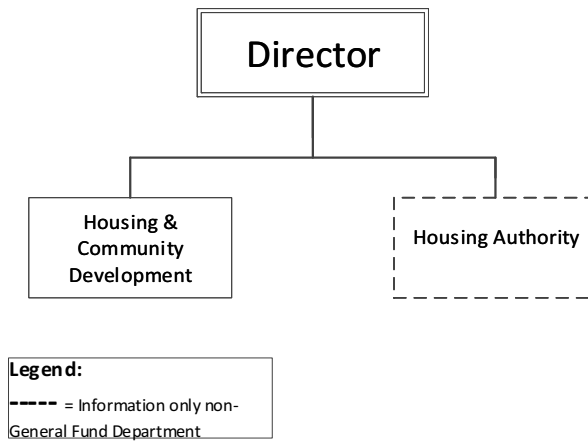 Director
Housing &
Community
Development
Housing Authority
Legend:
----- = Information only non-
General Fund Department